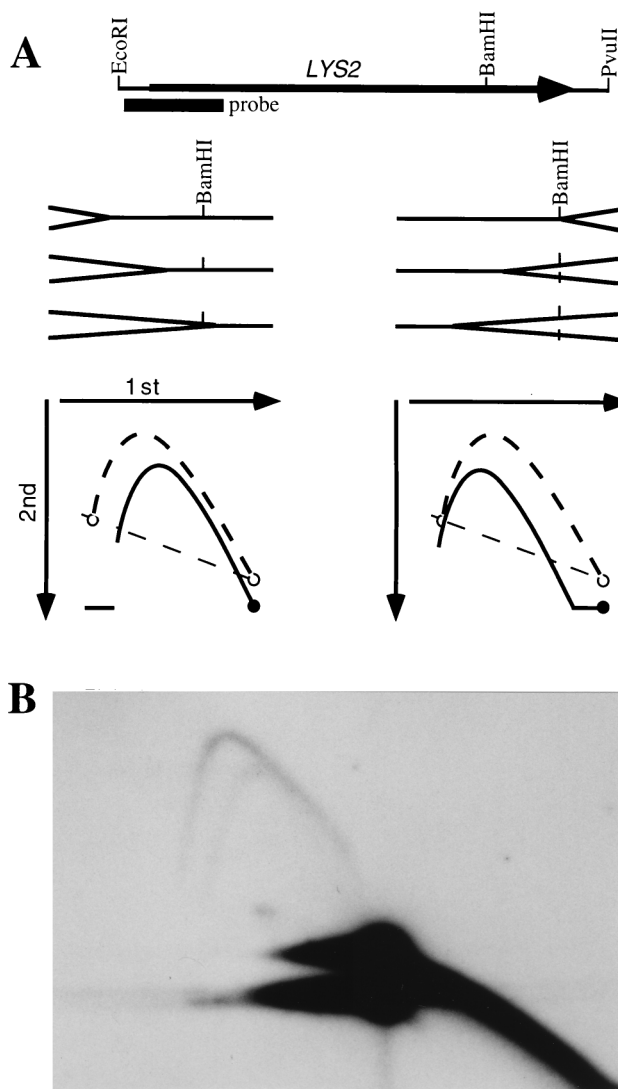 A
EcoRI
LYS2
BamHI
PvuII
probe
BamHI
BamHI
1st
2nd
B